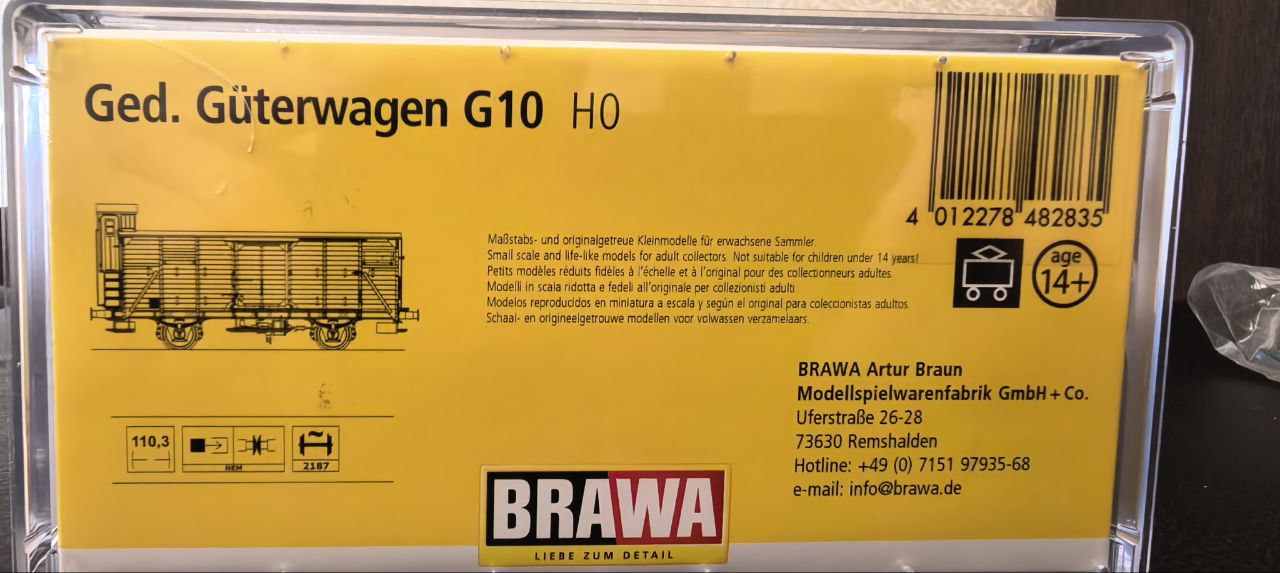 Ged. Güterwagen G10 H0
4 012278 482835
Maßstabs- und originalgetreue Kleinmodelle für erwachsene Sammler.
Small scale and life-like models for adult collectors. Not suitable for children under 14 years!
Petits modèles réduits fidèles à l'échelle et à l'original pour des collectionneurs adultes.
Modelli in scala ridotta e fedeli all'originale per collezionisti adulti
Modelos reproducidos en miniatura a escala y según el original para coleccionistas adultos.
Schaal- en origineelgetrouwe modellen voor volwassen verzamelaars.
age
14+
BRAWA Artur Braun
Modellspielwarenfabrik GmbH + Co.
Uferstraße 26-28
73630 Remshalden
Hotline: +49 (0) 7151 97935-68
e-mail: info@brawa.de
110,3
NEM
2187
BRAWA
LIEBE ZUM DETAIL